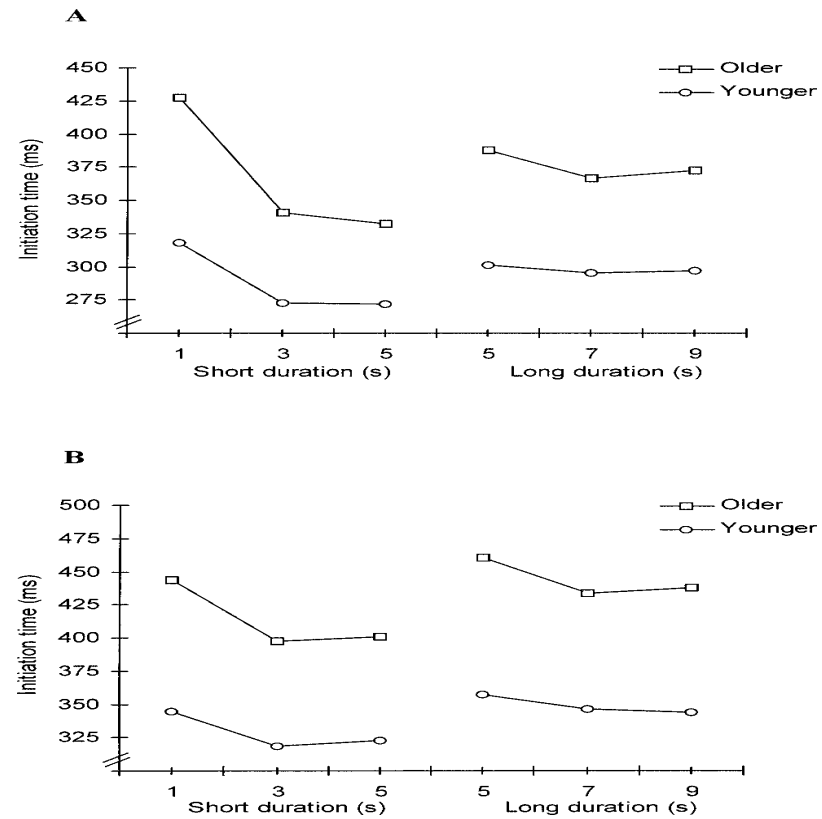 A
450
425
400
375
350
325
300
275
Initiation time (ms)
Older
Younger
1 3 5 5 7 9
Short duration (s) Long duration (s)
B
500
475
450
425
400
375
350
325
Initiation time (ms)
Older
Younger
1 3 5 5 7 9
Short duration (s) Long duration (s)